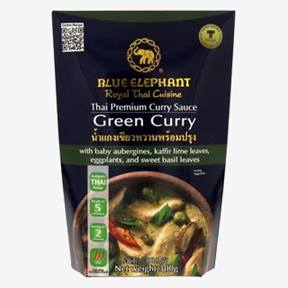 BLUE ELEPHANT
Royal Thai Cuisine
Thai Premium Curry Sauce
Green Curry
น้ำแกงเขียวหวานพร้อมปรุง
with baby aubergines, kaffir lime leaves,
eggplants, and sweet basil leaves
THAI
5
2
Net weight: 300g